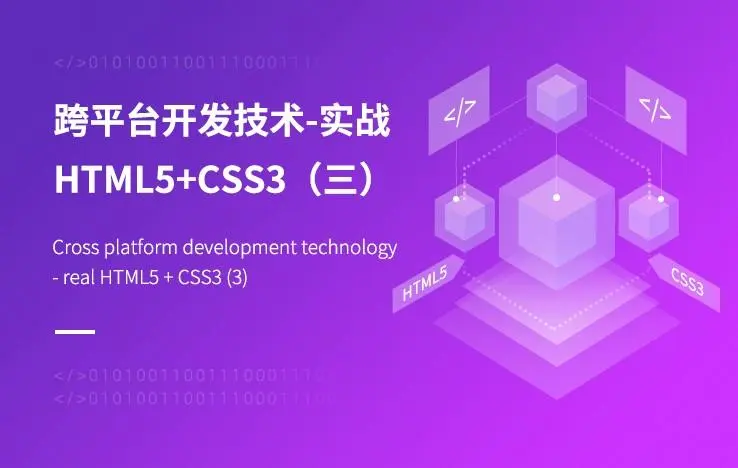 </>0101001100111000111
跨平台开发技术-实战
HTML5+CSS3（三）
Cross platform development technology
- real HTML5 + CSS3 (3)
</>
</>
HTML5
CSS3
</>0101001100111000111
</>0101001100111000111